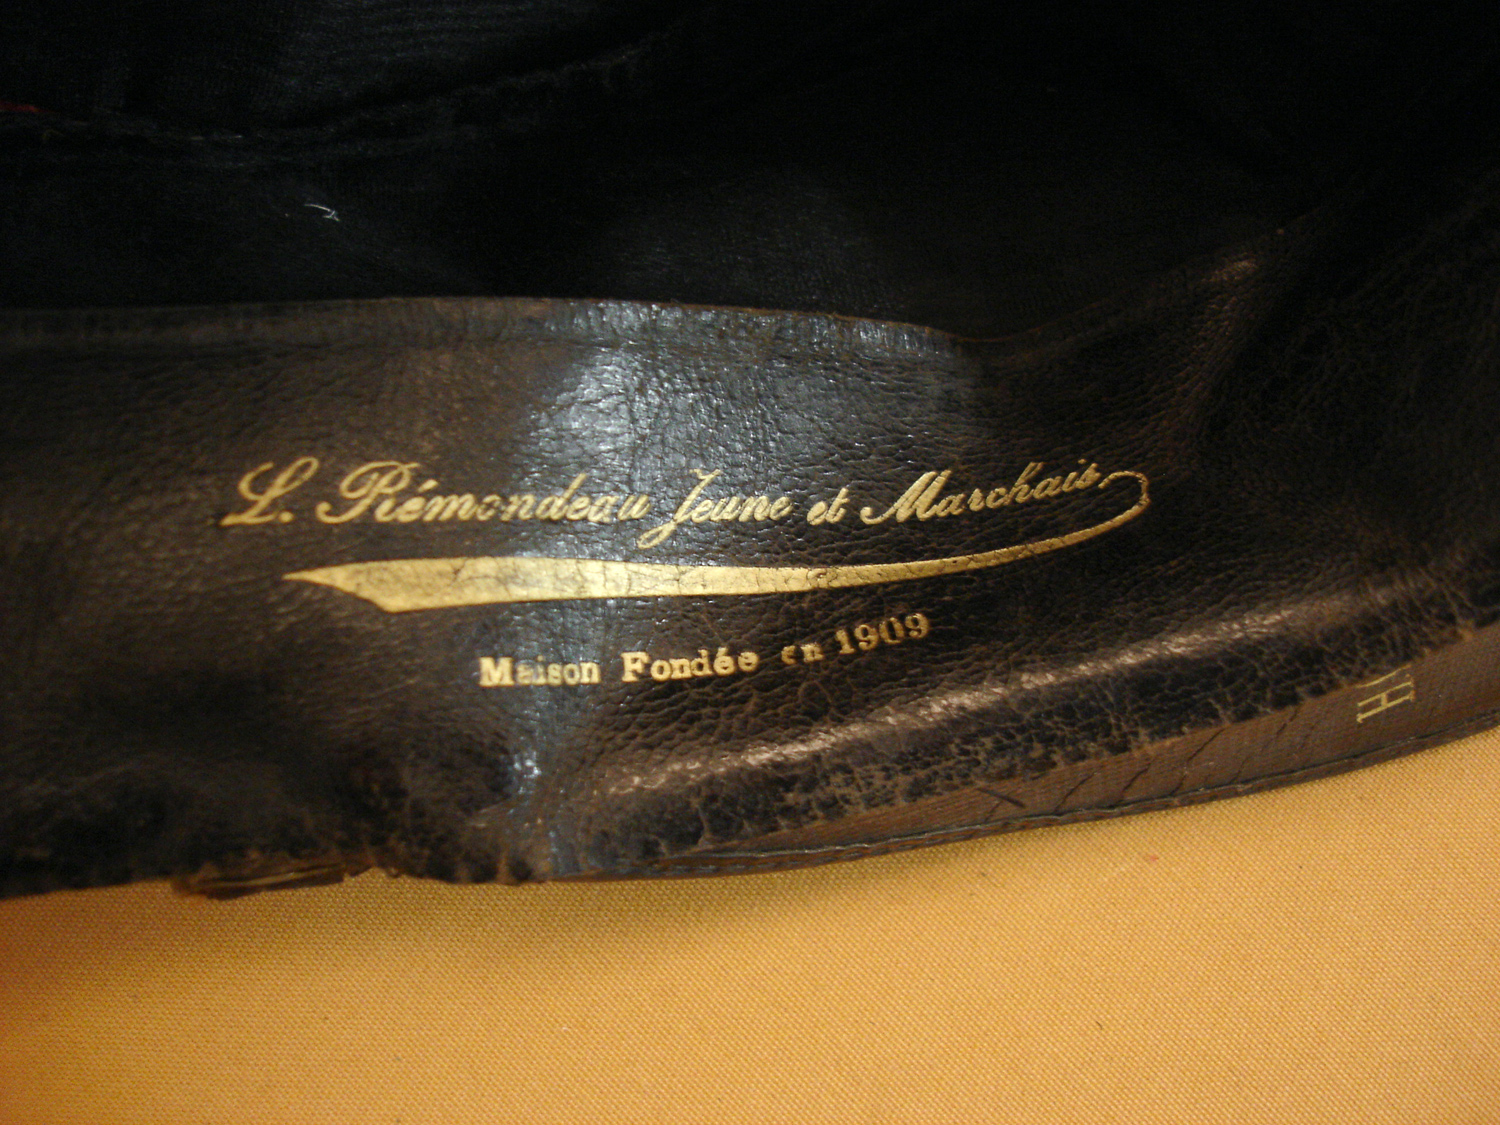 L. Rémondeau Jeune et Marchais
Maison Fondée en 1909